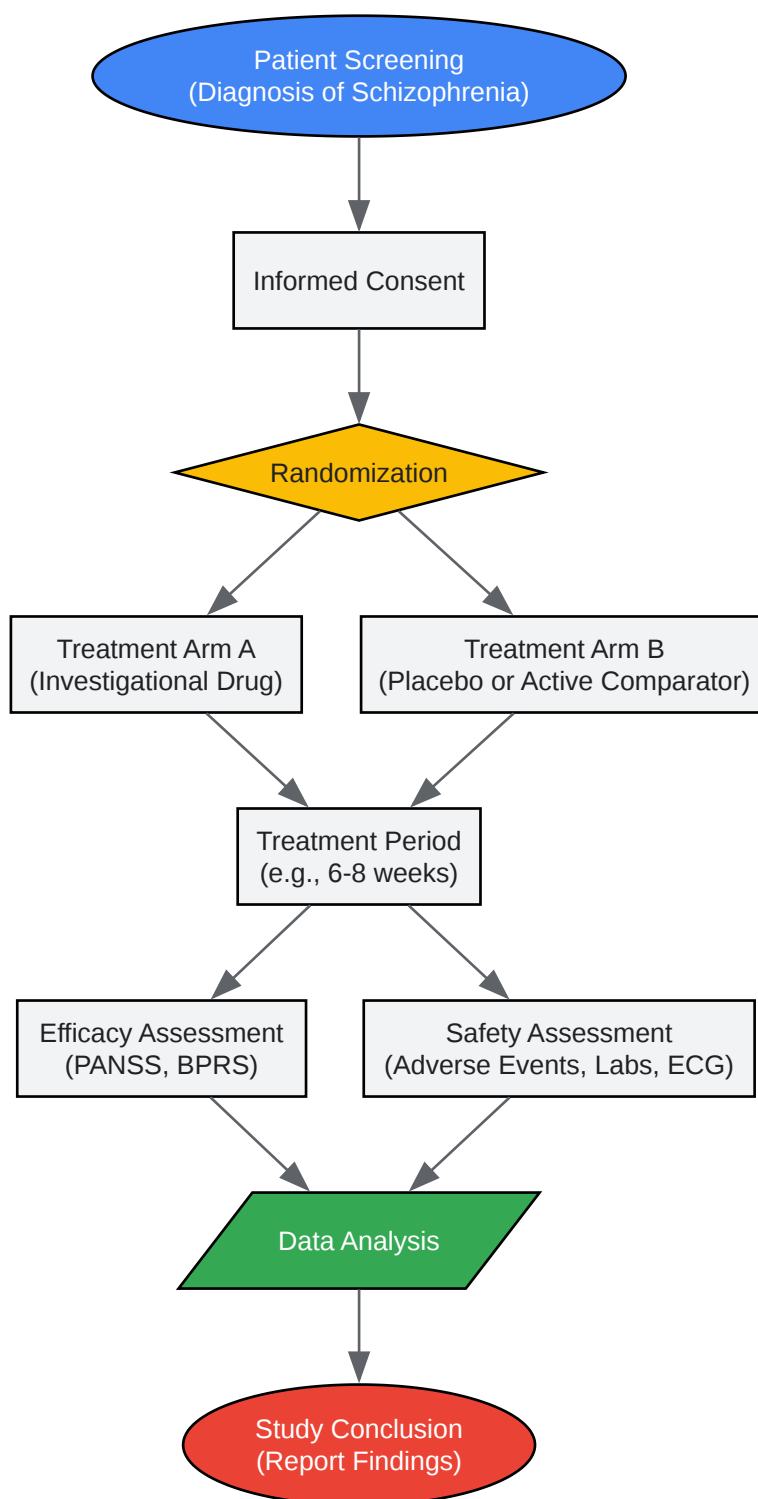 Patient Screening
(Diagnosis of Schizophrenia)
Informed Consent
Randomization
Treatment Arm A
(Investigational Drug)
Treatment Arm B
(Placebo or Active Comparator)
Treatment Period
(e.g., 6-8 weeks)
Efficacy Assessment
(PANSS, BPRS)
Safety Assessment
(Adverse Events, Labs, ECG)
Data Analysis
Study Conclusion
(Report Findings)